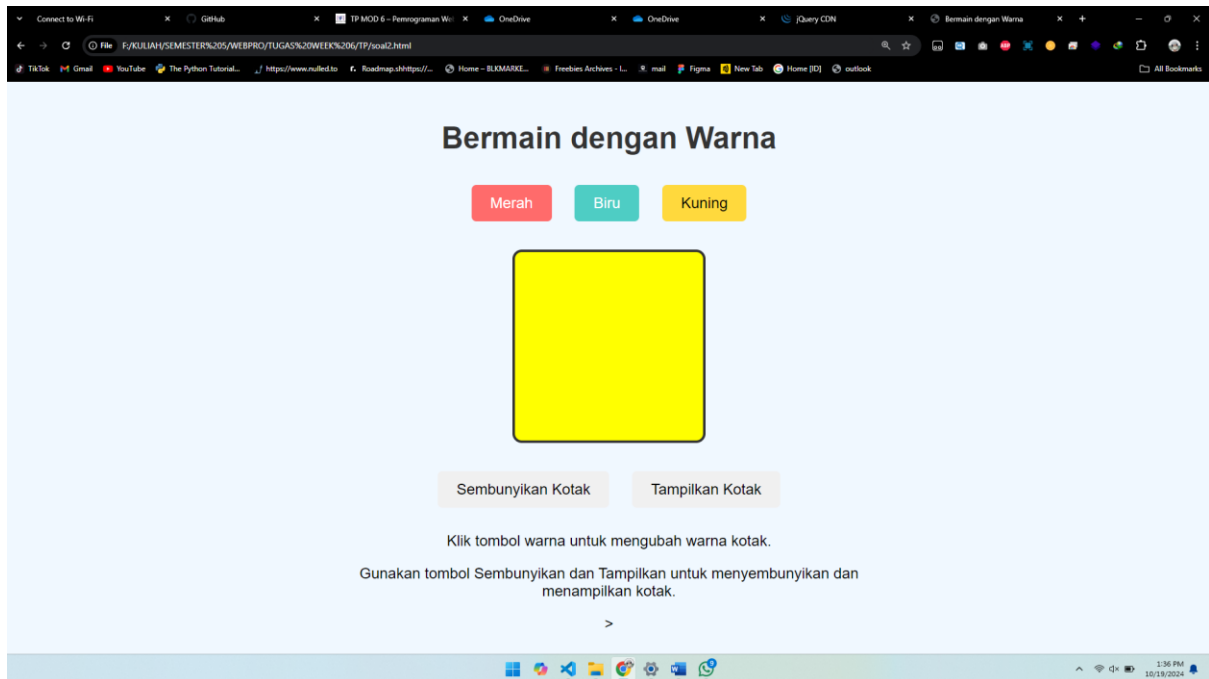 Connect to Wi-Fi
GitHub
TP MOD 6 – Pemrograman We
OneDrive
OneDrive
jQuery CDN
Bermain dengan Warna
File F:/KULIAH/SEMESTER%205/WEBPRO/TUGAS%20WEEK%206/TP/soal2.html
TikTok Gmail YouTube The Python Tutorial... https://www.nulled.to Roadmap.shhttps://... Home – BLKMARKE... Freebies Archives - I... mail Figma New Tab Home [ID] outlook All Bookmarks
Bermain dengan Warna
Merah Biru Kuning
Sembunyikan Kotak Tampilkan Kotak
Klik tombol warna untuk mengubah warna kotak.
Gunakan tombol Sembunyikan dan Tampilkan untuk menyembunyikan dan
menampilkan kotak.
>
1:36 PM
10/19/2024